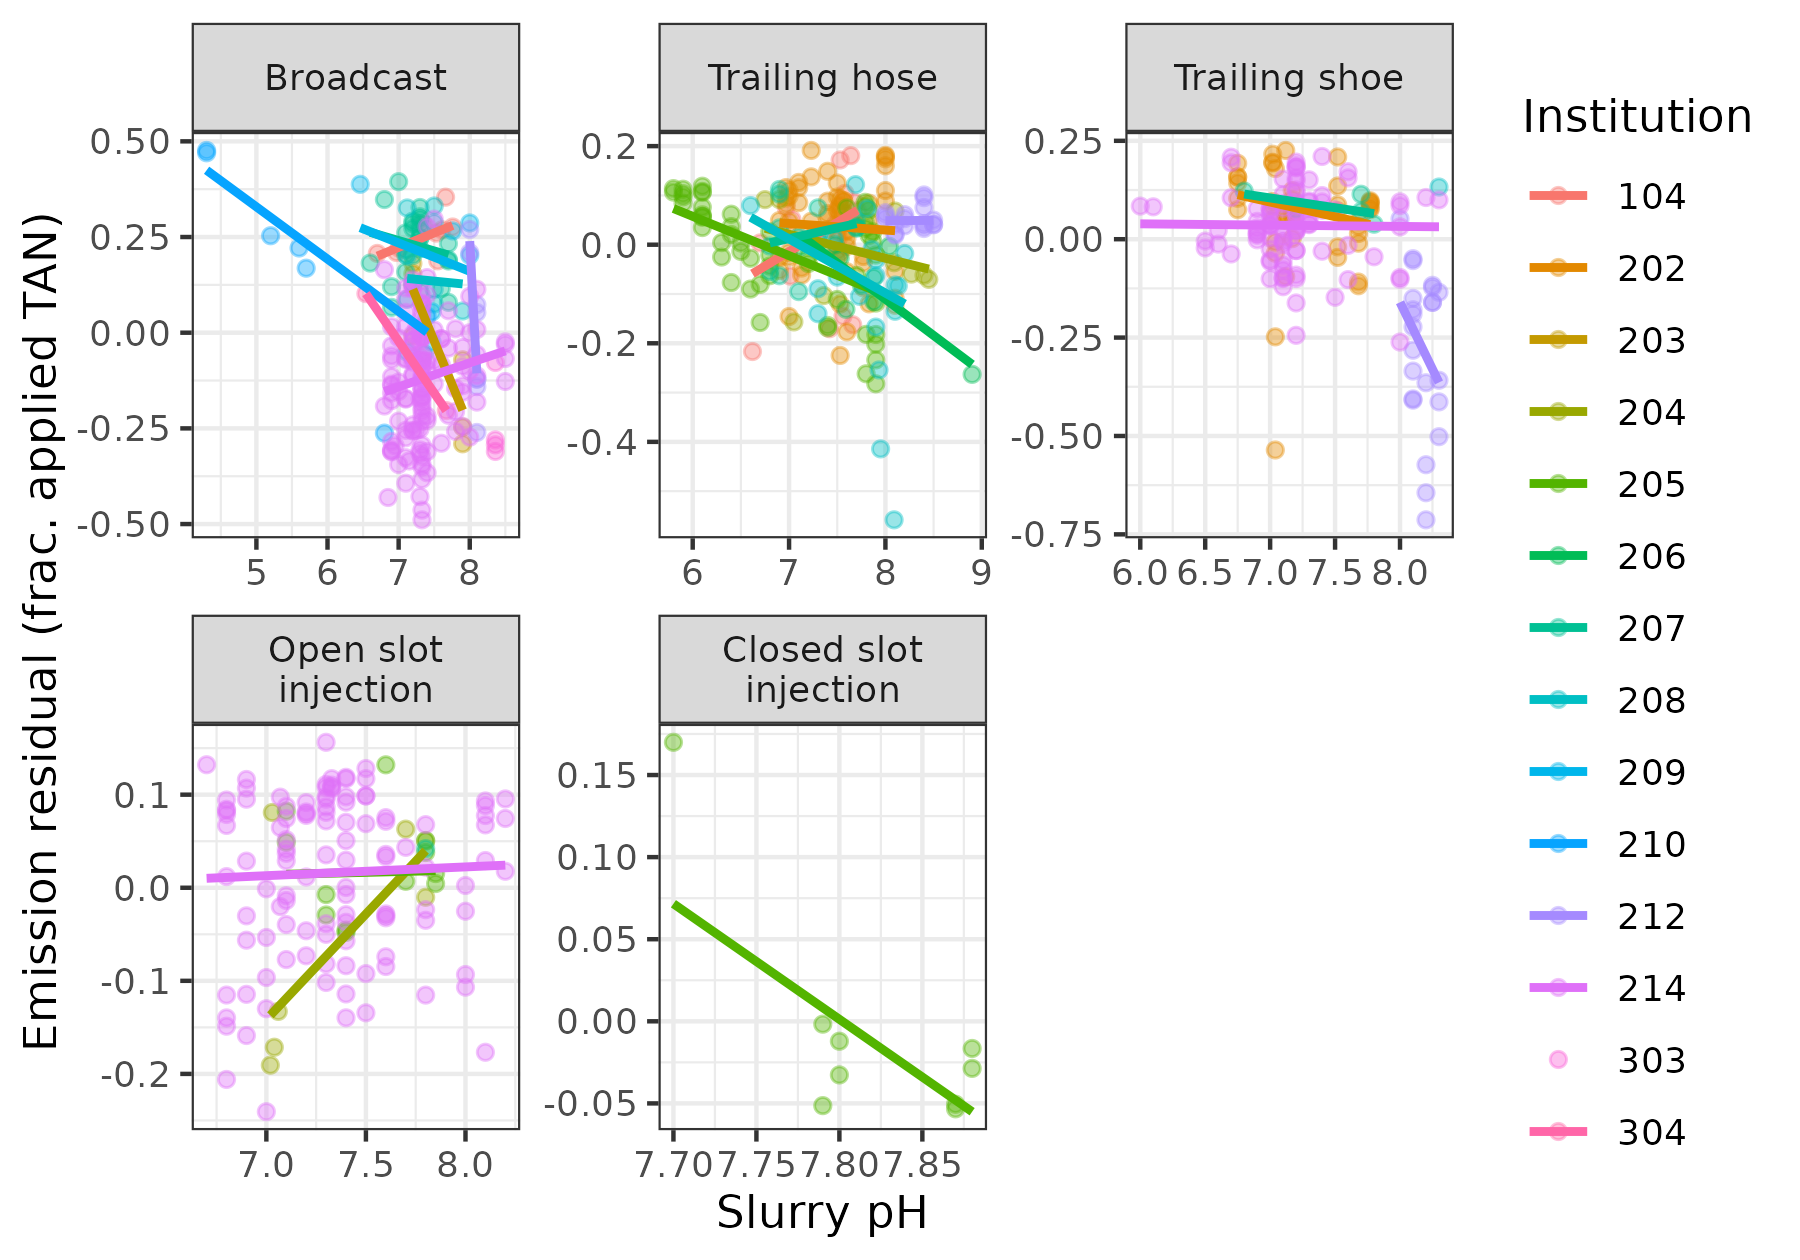 Broadcast
Trailing hose
Trailing shoe
0.50
0.25
0.00
-0.25
-0.50
5 6 7 8
0.2
0.0
-0.2
-0.4
6 7 8 9
0.25
0.00
-0.25
-0.50
-0.75
6.0 6.5 7.0 7.5 8.0
Open slot
injection
Closed slot
injection
0.1
0.0
-0.1
-0.2
7.0 7.5 8.0
0.15
0.10
0.05
0.00
-0.05
7.70 7.75 7.80 7.85
Slurry pH
Emission residual (frac. applied TAN)
Institution
104
202
203
204
205
206
207
208
209
210
212
214
303
304